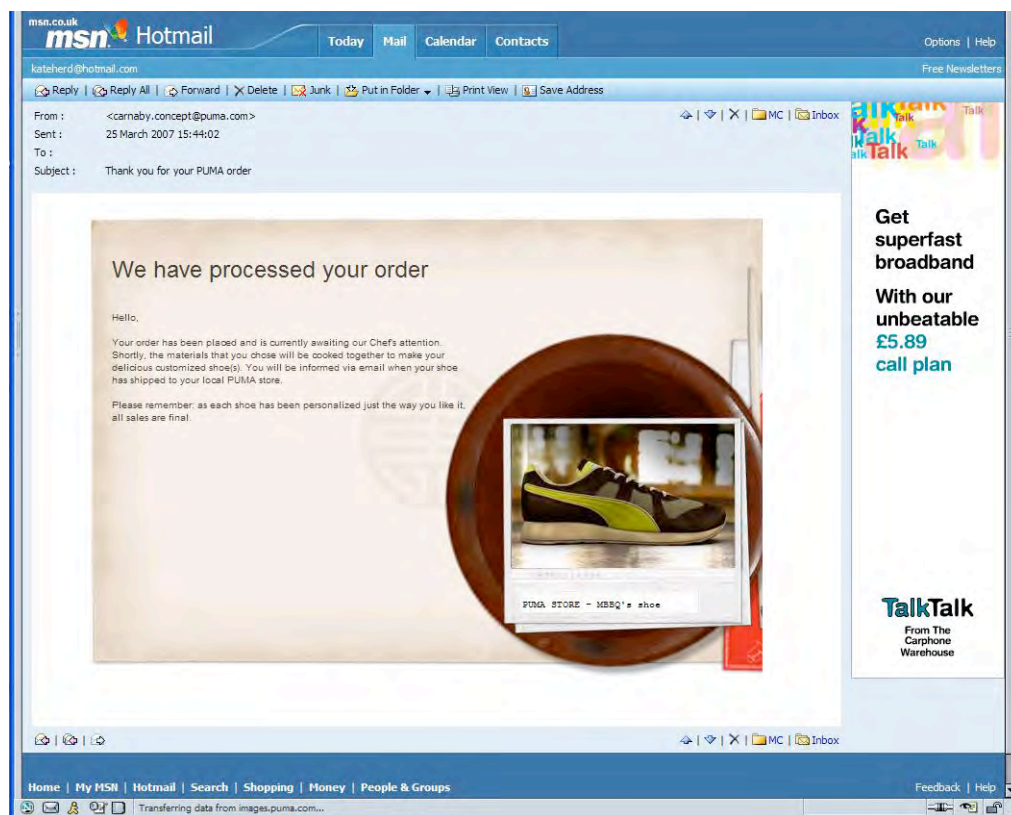 msn.co.uk
msn Hotmail
Today Mail Calendar Contacts
Options | Help
kateherd@hotmail.com
Free Newsletters
Reply | Reply All | Forward | Delete | Junk | Put in Folder | Print View | Save Address
From : <carnaby.concept@puma.com>
MC | Inbox
Sent : 25 March 2007 15:44:02
To :
Subject : Thank you for your PUMA order
Talk
Talk
Talk
Talk
Talk
We have processed your order
Hello,
Your order has been placed and is currently awaiting our Chef's attention.
Shortly, the materials that you chose will be cooked together to make your
delicious customized shoe(s). You will be informed via email when your shoe
has shipped to your local PUMA store.
Please remember: as each shoe has been personalized just the way you like it,
all sales are final.
PUMA STORE - MBBQ's shoe
Get
superfast
broadband
With our
unbeatable
£5.89
call plan
TalkTalk
From The
Carphone
Warehouse
MC | Inbox
Home | My MSN | Hotmail | Search | Shopping | Money | People & Groups
Feedback | Help
Transferring data from images.puma.com...